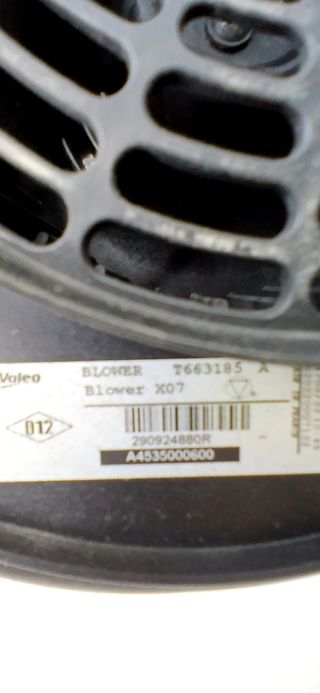 Valeo
BLOWER T663185 A
Blower X07
D12
290924880R
A4535000600